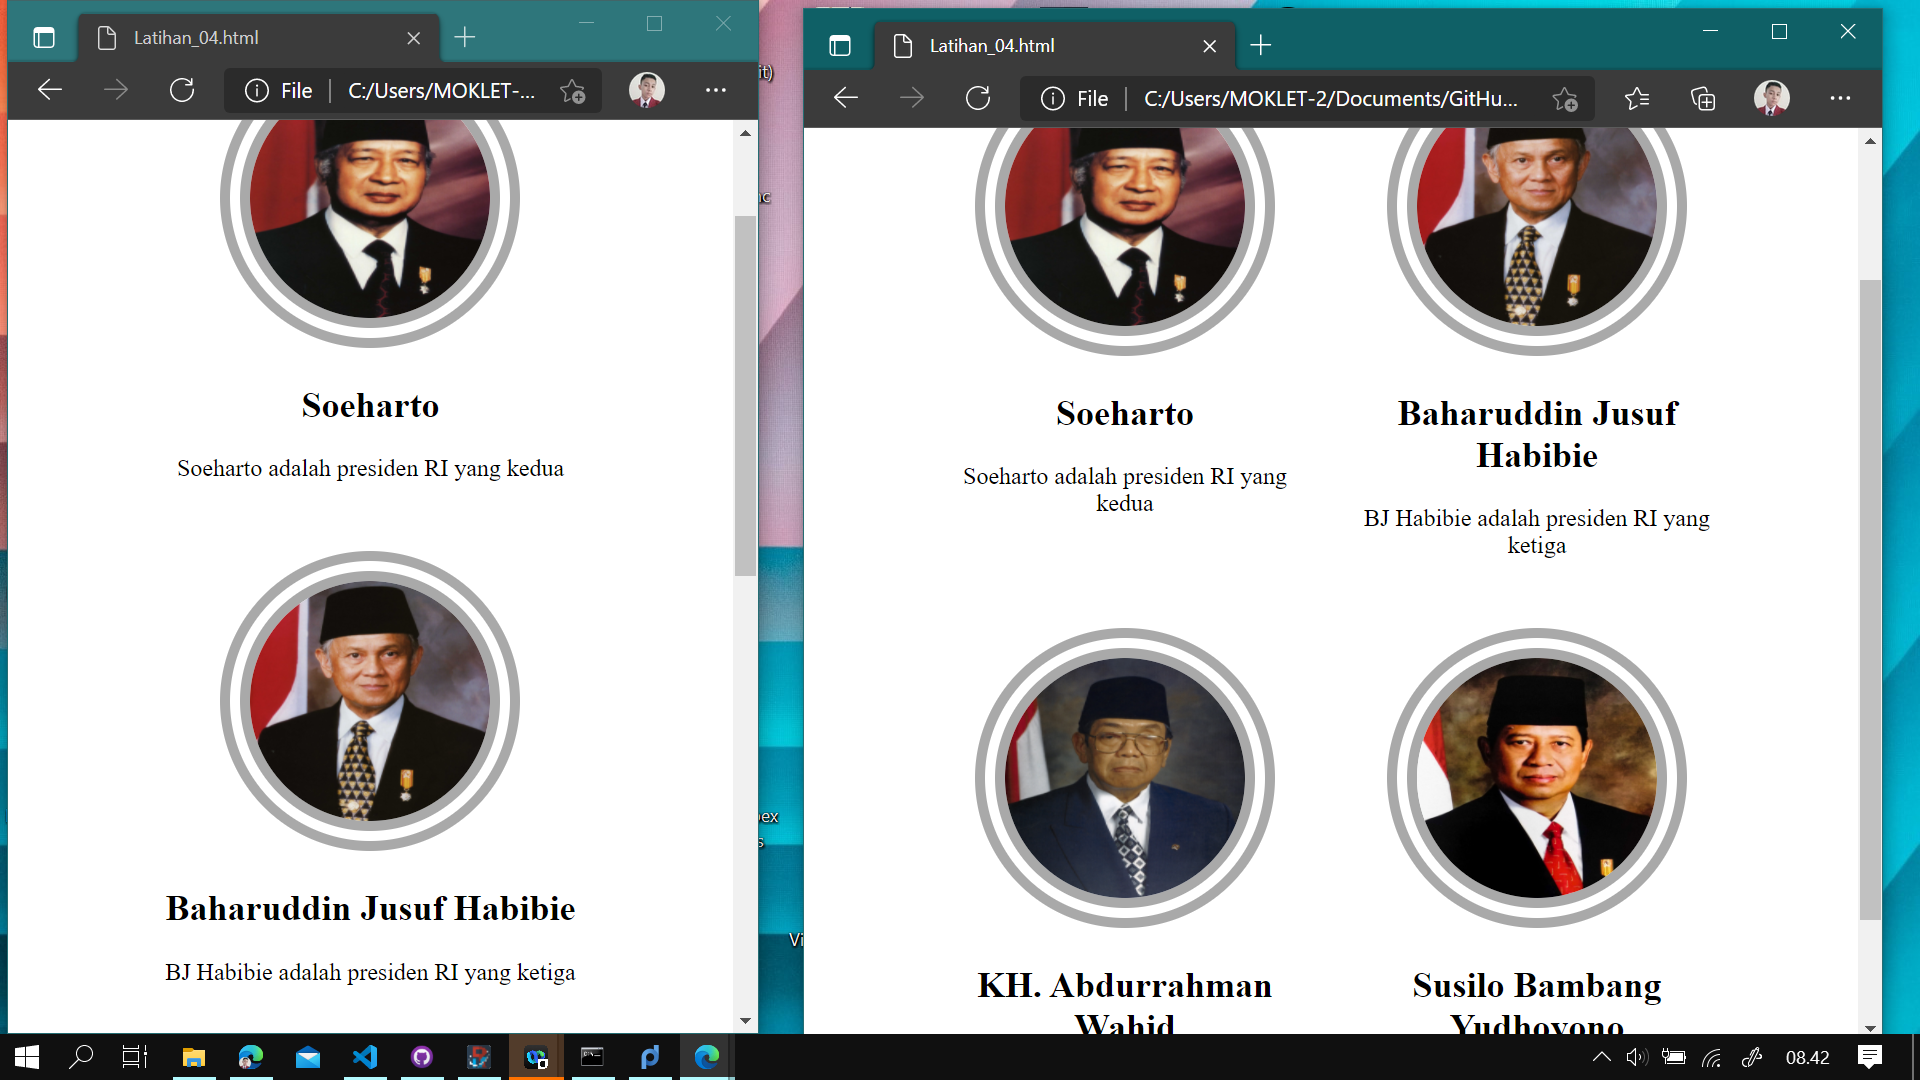 Latihan_04.html
File
C:/Users/MOKLET-...
Soeharto
Soeharto adalah presiden RI yang kedua
Baharuddin Jusuf Habibie
BJ Habibie adalah presiden RI yang ketiga
Latihan_04.html
File
C:/Users/MOKLET-2/Documents/GitHu...
Soeharto
Soeharto adalah presiden RI yang
kedua
Baharuddin Jusuf
Habibie
BJ Habibie adalah presiden RI yang
ketiga
KH. Abdurrahman
Wahid
Susilo Bambang
Yudhoyono
08.42